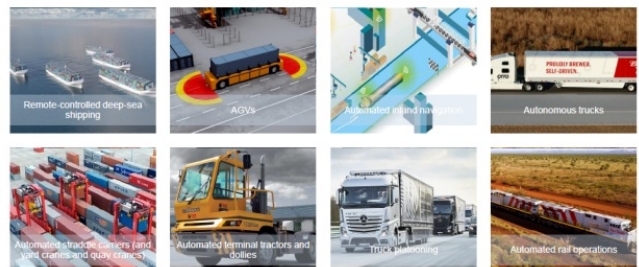 Remote-controlled deep-sea
shipping
AGVs
Automated inland navigation
Autonomous trucks
PROUDLY BREWED.
SELF-DRIVEN.
Automated straddle carriers (and
yard cranes and quay cranes)
Automated terminal tractors and
dollies
Truck platooning
Automated rail operations